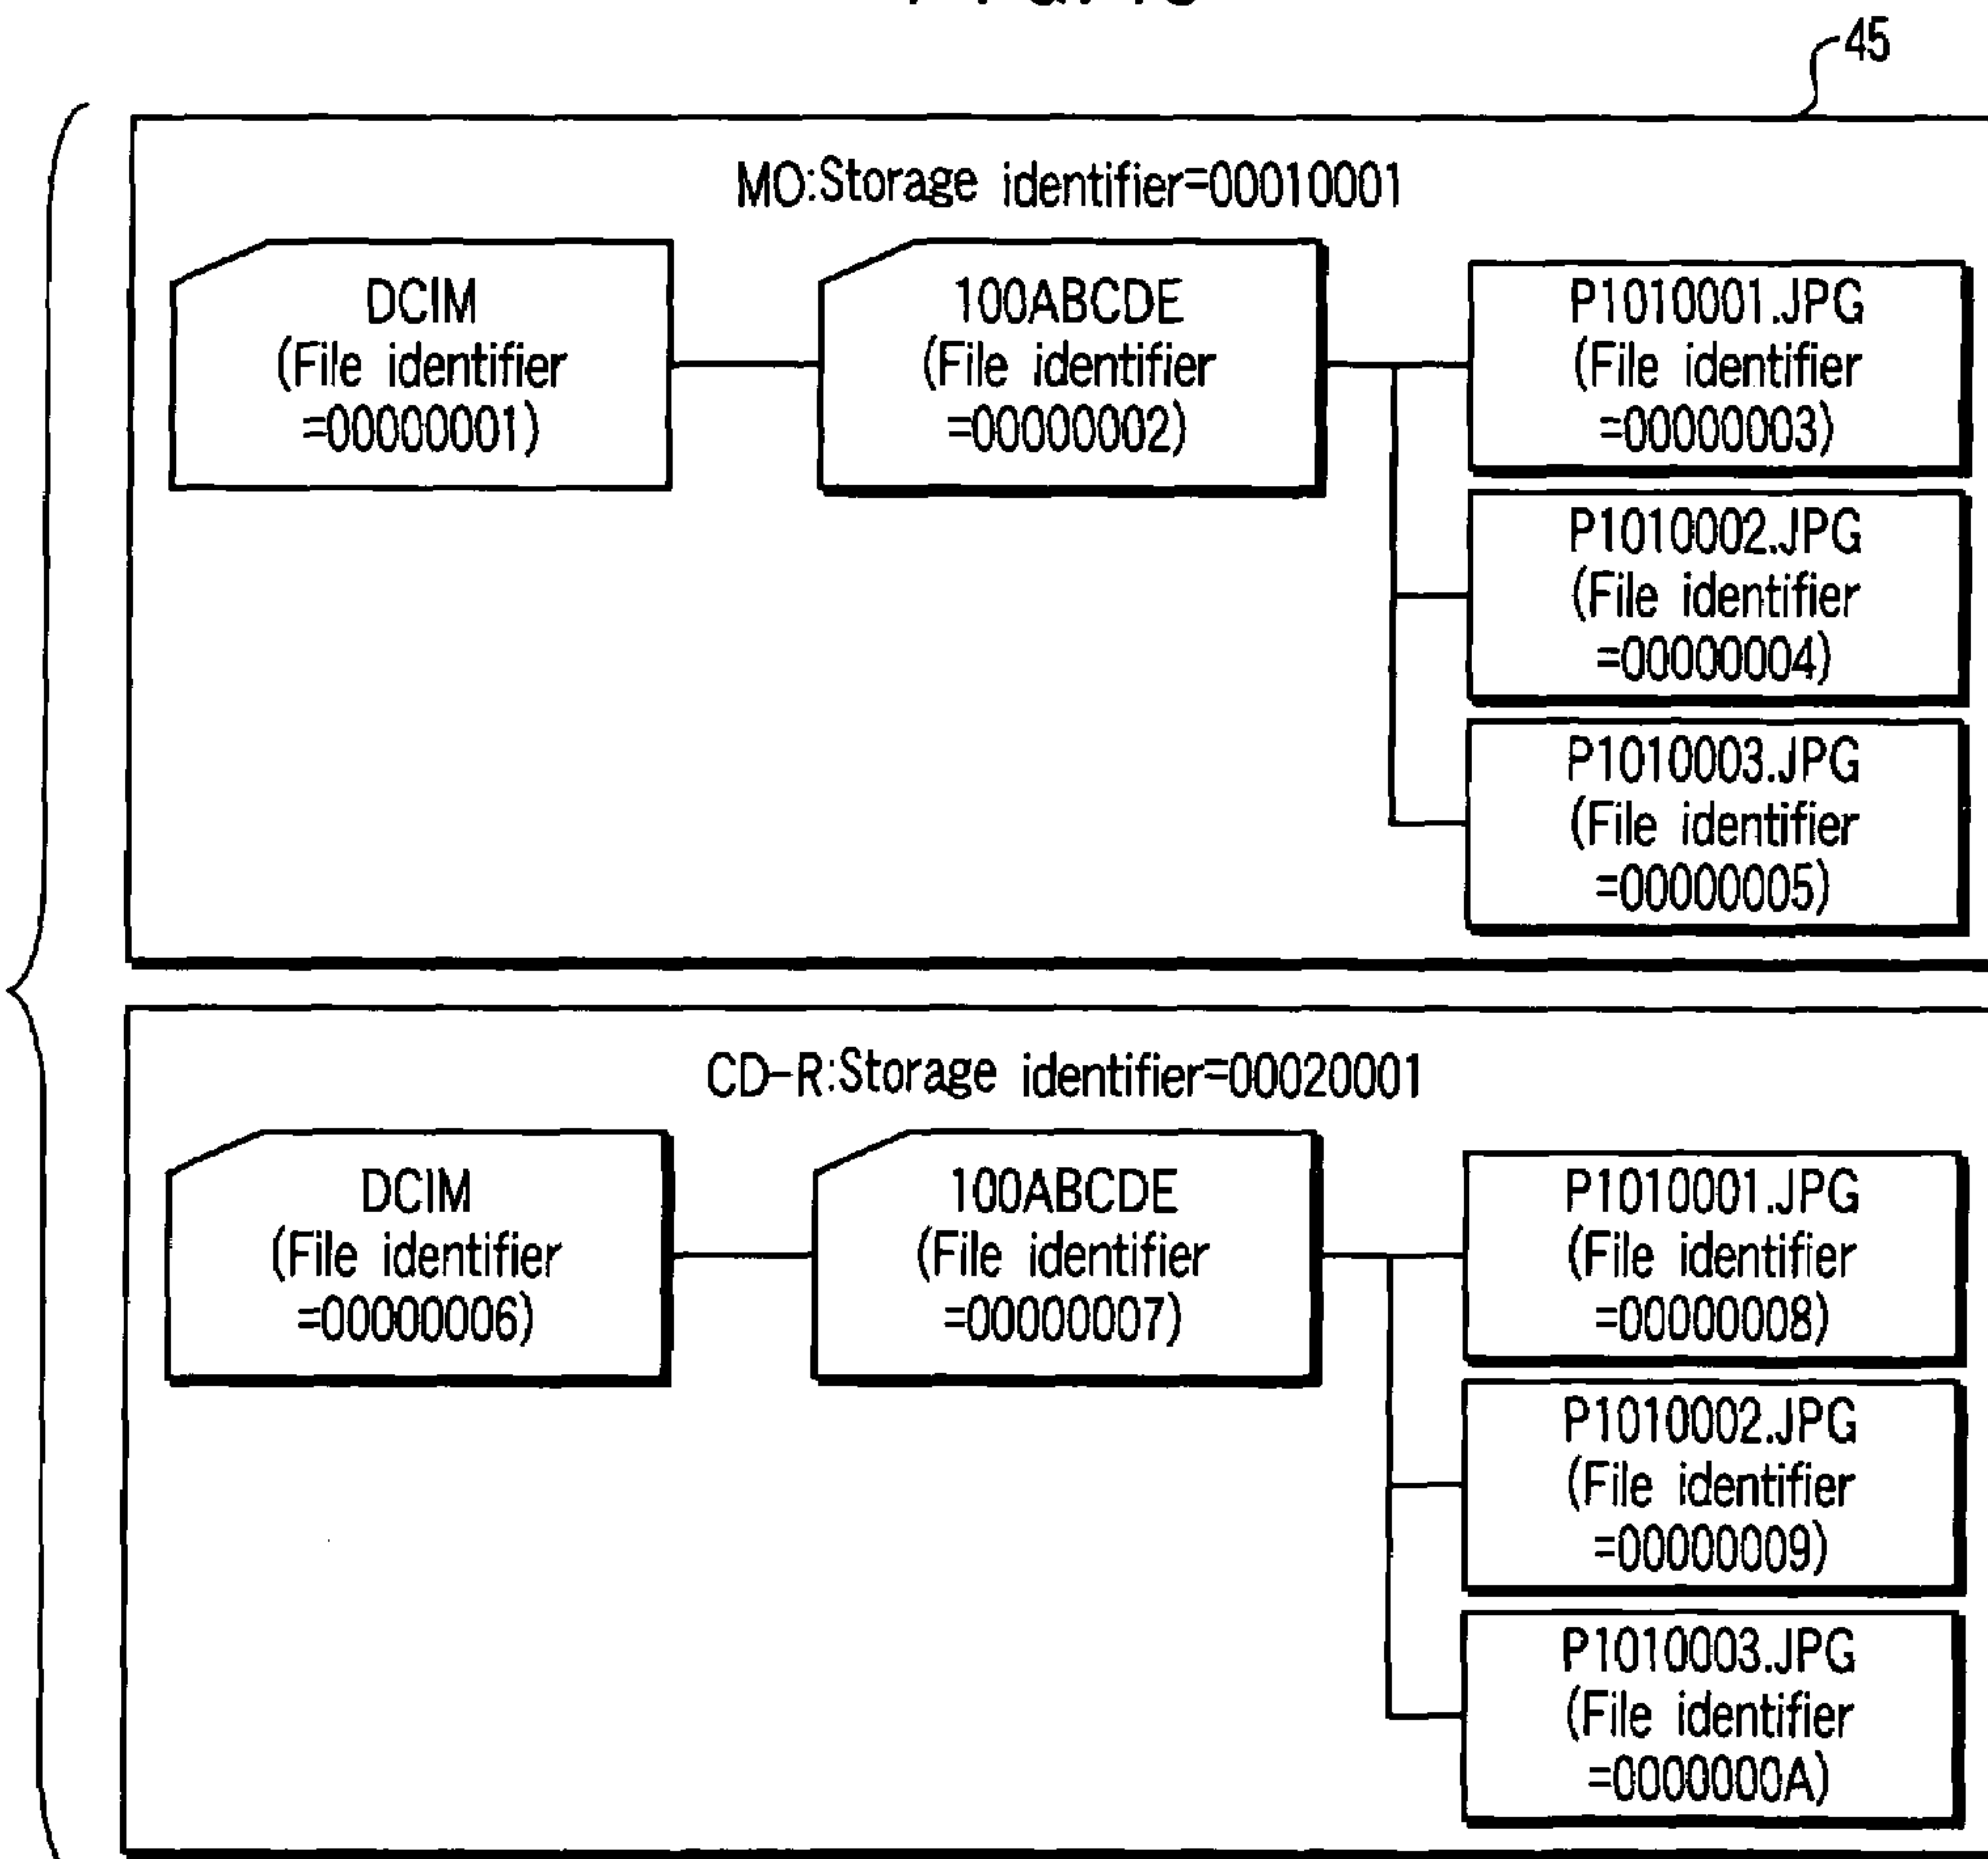 45
MO:Storage identifier=00010001
DCIM
(File identifier
=00000001)
100ABCDE
(File identifier
=00000002)
P1010001.JPG
(File identifier
=00000003)
P1010002.JPG
(File identifier
=00000004)
P1010003.JPG
(File identifier
=00000005)
CD-R:Storage identifier=00020001
DCIM
(File identifier
=00000006)
100ABCDE
(File identifier
=00000007)
P1010001.JPG
(File identifier
=00000008)
P1010002.JPG
(File identifier
=00000009)
P1010003.JPG
(File identifier
=0000000A)